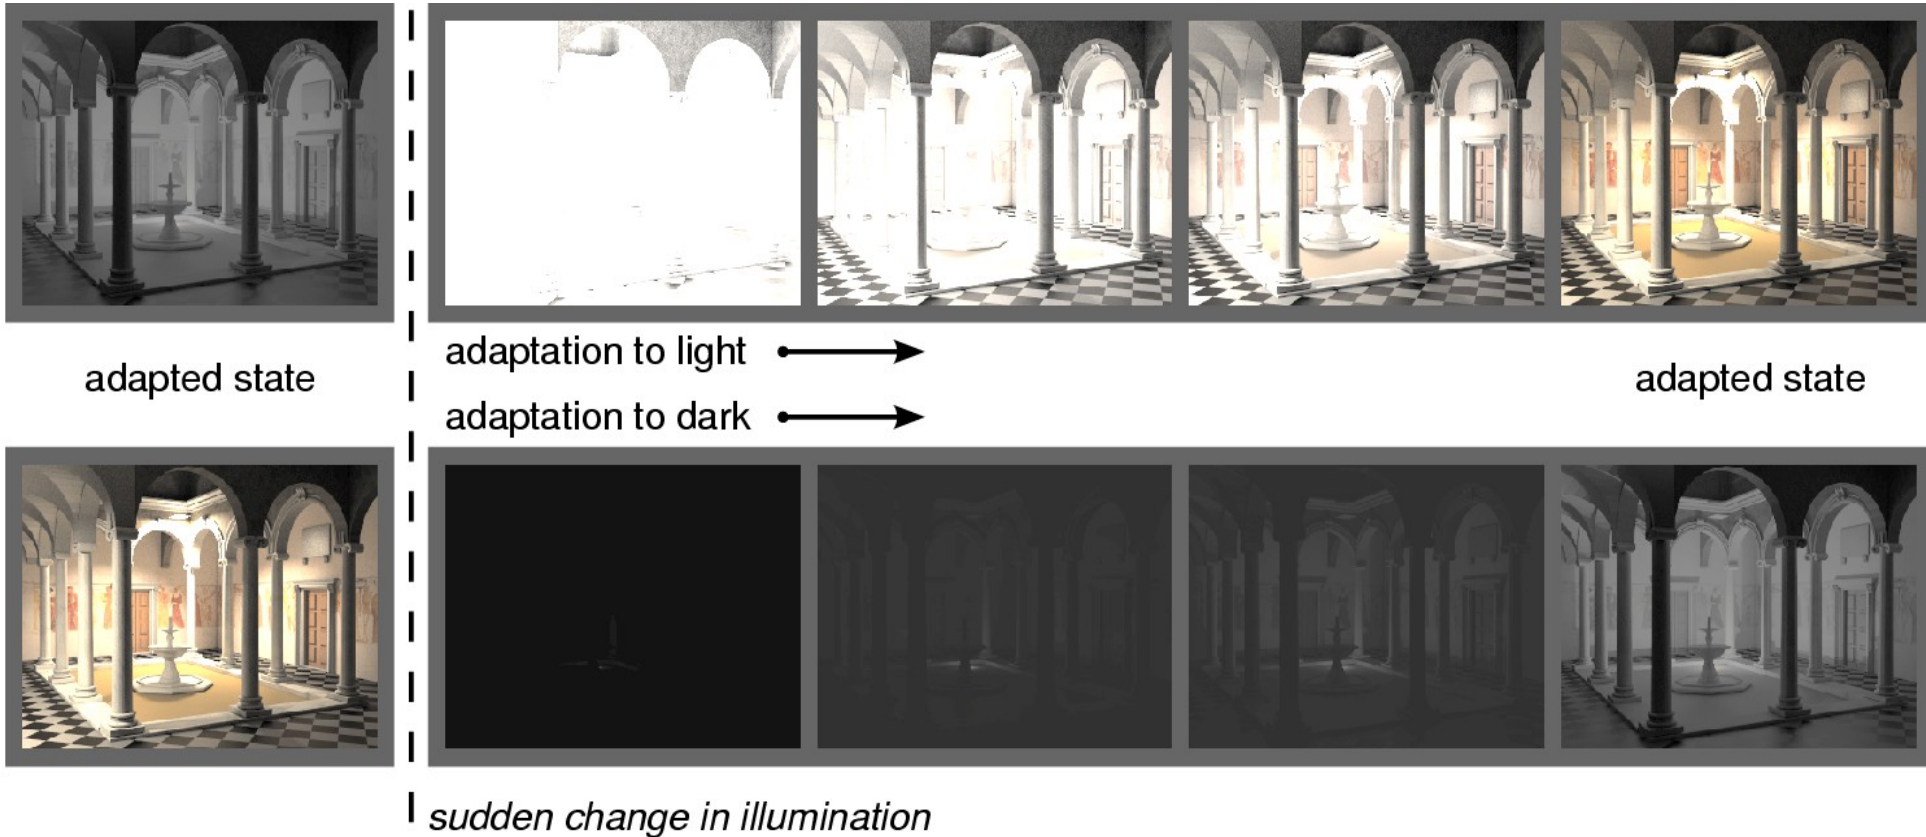 adaptation to light
adapted state
adapted state
adaptation to dark
sudden change in illumination